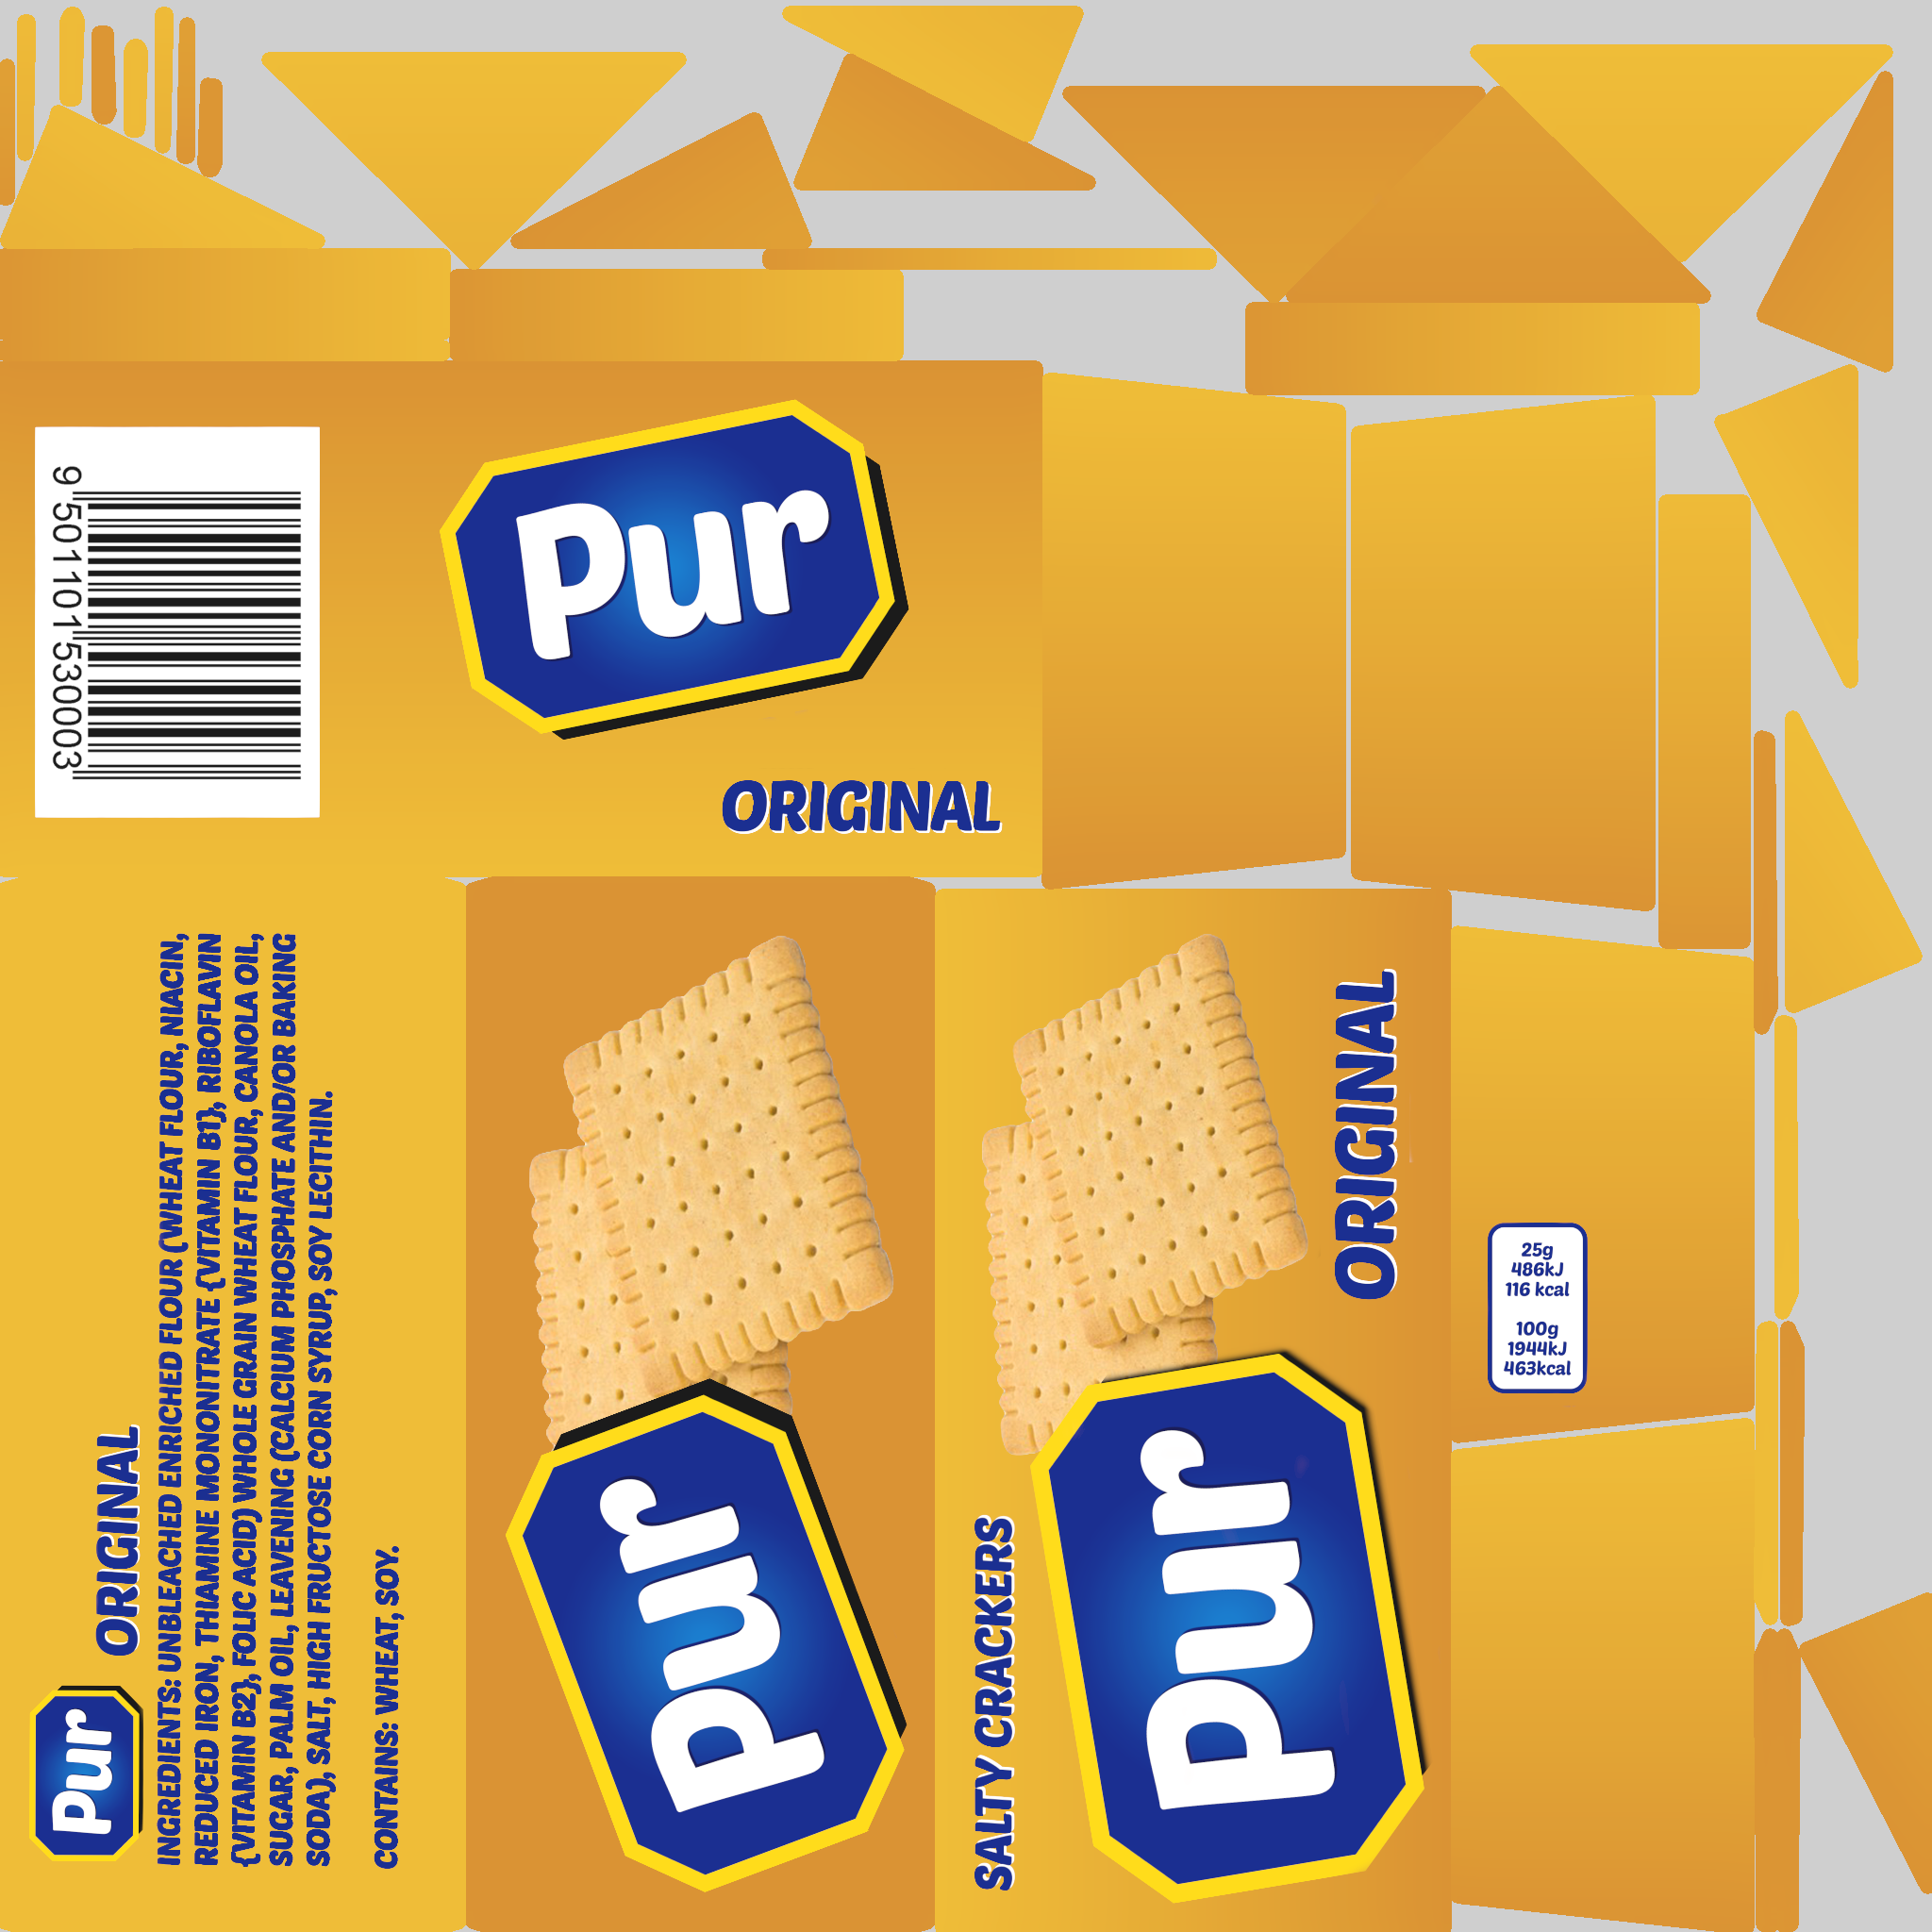 Pur
ORIGINAL
9 501101 530003
Pur
ORIGINAL
INGREDIENTS: UNBLEACHED ENRICHED FLOUR (WHEAT FLOUR, NIACIN,
REDUCED IRON, THIAMINE MONONITRATE {VITAMIN B1}, RIBOFLAVIN
{VITAMIN B2}, FOLIC ACID) WHOLE GRAIN WHEAT FLOUR, CANOLA OIL,
SUGAR, PALM OIL, LEAVENING (CALCIUM PHOSPHATE AND/OR BAKING
SODA), SALT, HIGH FRUCTOSE CORN SYRUP, SOY LECITHIN.
CONTAINS: WHEAT, SOY.
Pur
SALTY CRACKERS
Pur
ORIGINAL
25g
486kJ
116 kcal
100g
1944kJ
463kcal